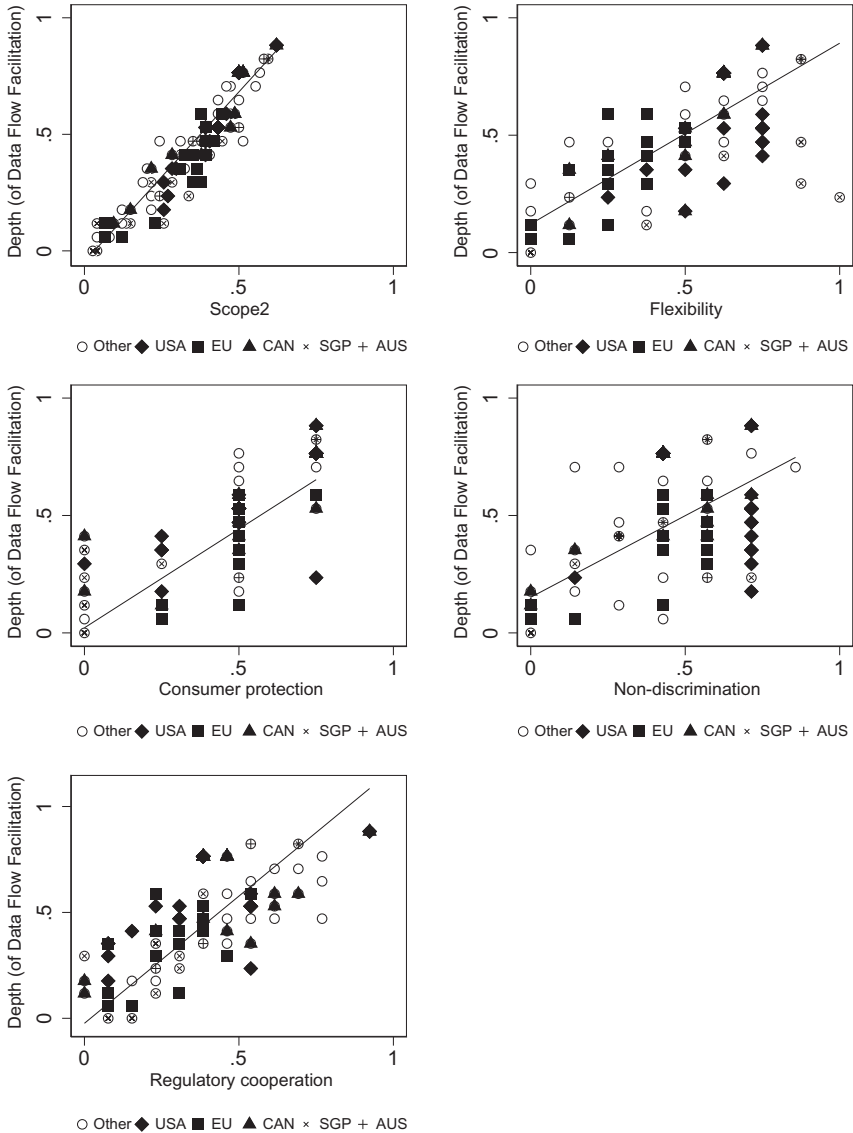 Depth (of Data Flow Facilitation)
1
.5
0
0 .5 1
Scope2
Other USA EU CAN × SGP + AUS
Depth (of Data Flow Facilitation)
1
.5
0
0 .5 1
Flexibility
Other USA EU CAN × SGP + AUS
Depth (of Data Flow Facilitation)
1
.5
0
0 .5 1
Consumer protection
Other USA EU CAN × SGP + AUS
Depth (of Data Flow Facilitation)
1
.5
0
0 .5 1
Non-discrimination
Other USA EU CAN × SGP + AUS
Depth (of Data Flow Facilitation)
1
.5
0
0 .5 1
Regulatory cooperation
Other USA EU CAN × SGP + AUS